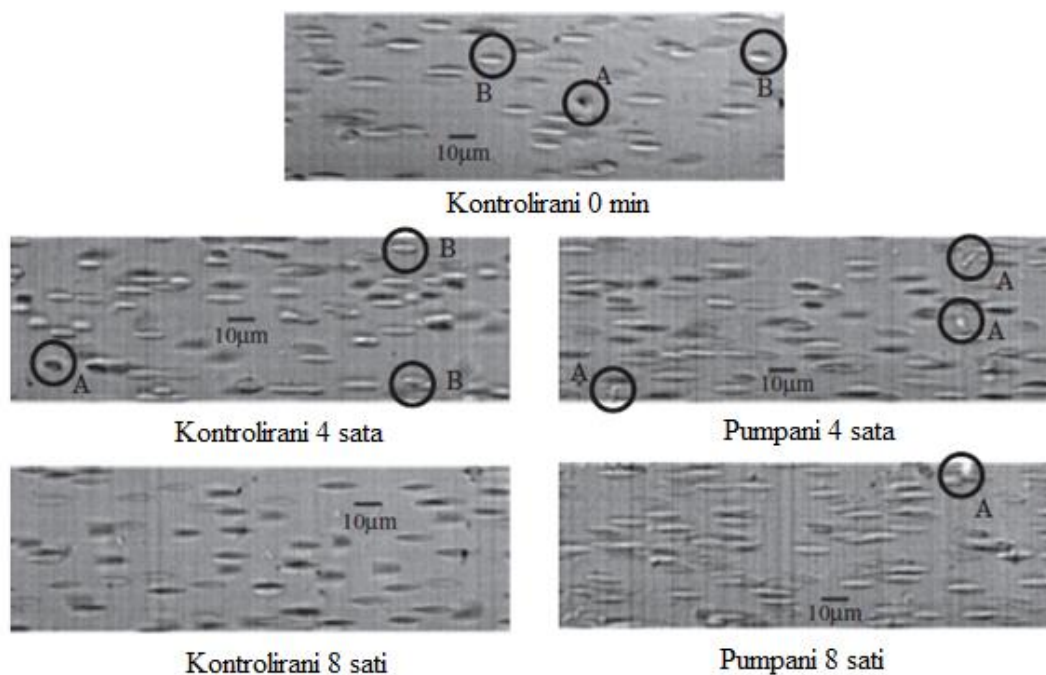 A
B
B
10µm
Kontrolirani 0 min
B
10µm
A
B
Kontrolirani 4 sata
A
A
10µm
A
Pumpani 4 sata
10µm
Kontrolirani 8 sati
A
10µm
Pumpani 8 sati